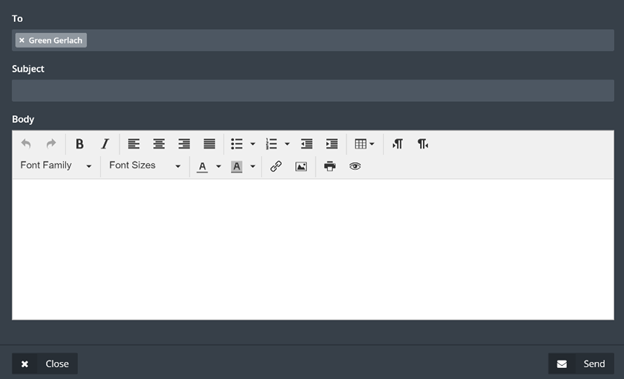 To
× Green Gerlach
Subject
Body
B I
Font Family Font Sizes A A
× Close Send